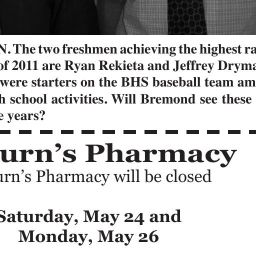 N. The two freshmen achieving the highest ra
of 2011 are Ryan Rekieta and Jeffrey Dryma
were starters on the BHS baseball team am
h school activities. Will Bremond see these
e years?
urn's Pharmacy
urn's Pharmacy will be closed
Saturday, May 24 and
Monday, May 26